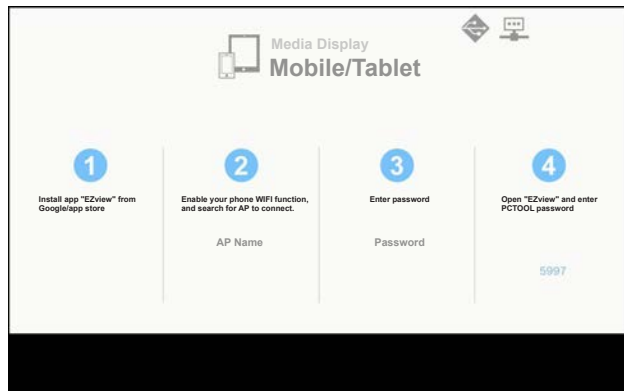 Media Display
Mobile/Tablet
1
Install app "EZview" from
Google/app store
2
Enable your phone WIFI function,
and search for AP to connect.
AP Name
3
Enter password
Password
4
Open "EZview" and enter
PCTOOL password
5997